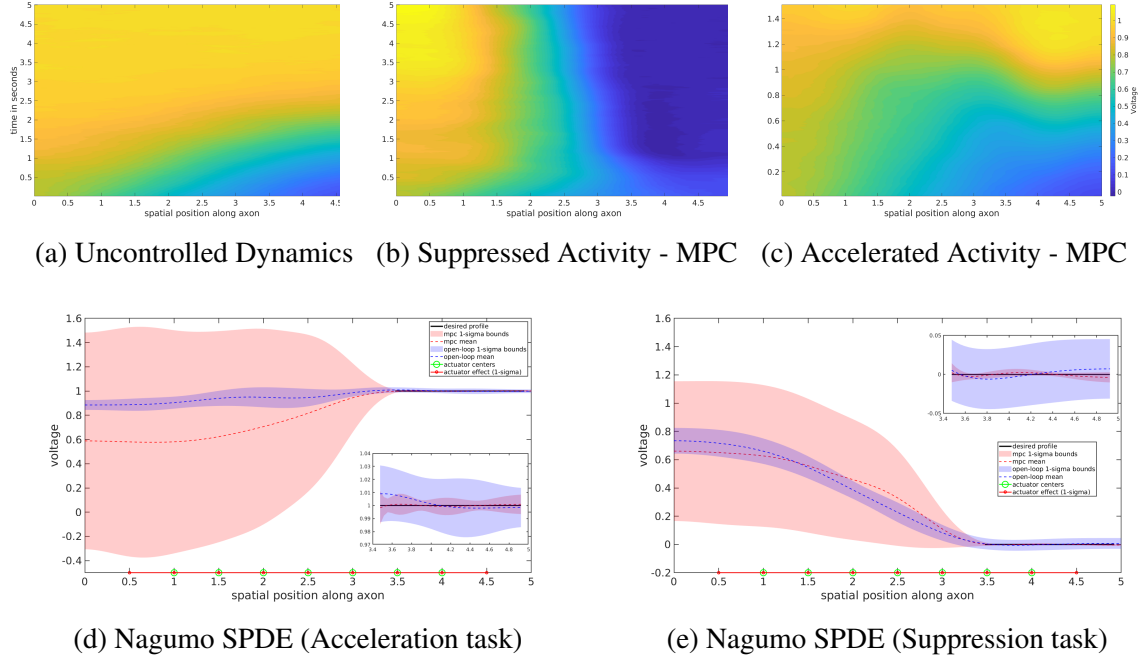 5
4.5
4
3.5
3
2.5
2
1.5
1
0.5
time in seconds
0 0.5 1 1.5 2 2.5 3 3.5 4 4.5
spatial position along axon
5
4.5
4
3.5
3
2.5
2
1.5
1
0.5
0 0.5 1 1.5 2 2.5 3 3.5 4 4.5
spatial position along axon
1.4
1.2
1
0.8
0.6
0.4
0.2
0 0.5 1 1.5 2 2.5 3 3.5 4 4.5 5
spatial position along axon
1
0.9
0.8
0.7
0.6
0.5
0.4
0.3
0.2
0.1
0
Voltage
(a) Uncontrolled Dynamics
(b) Suppressed Activity - MPC
(c) Accelerated Activity - MPC
1.6
1.4
1.2
1
0.8
0.6
0.4
0.2
0
-0.2
-0.4
voltage
desired profile
mpc 1-sigma bounds
mpc mean
open-loop 1-sigma bounds
open-loop mean
actuator centers
actuator effect (1-sigma)
1.04
1.03
1.02
1.01
1
0.99
0.98
0.97
3.4 3.6 3.8 4 4.2 4.4 4.6 4.8 5
0 0.5 1 1.5 2 2.5 3 3.5 4 4.5 5
spatial position along axon
(d) Nagumo SPDE (Acceleration task)
1.6
1.4
1.2
1
0.8
0.6
0.4
0.2
0
-0.2
voltage
0.05
0
-0.05
3.4 3.6 3.8 4 4.2 4.4 4.6 4.8 5
desired profile
mpc 1-sigma bounds
mpc mean
open-loop 1-sigma bounds
open-loop mean
actuator centers
actuator effect (1-sigma)
0 0.5 1 1.5 2 2.5 3 3.5 4 4.5 5
spatial position along axon
(e) Nagumo SPDE (Suppression task)